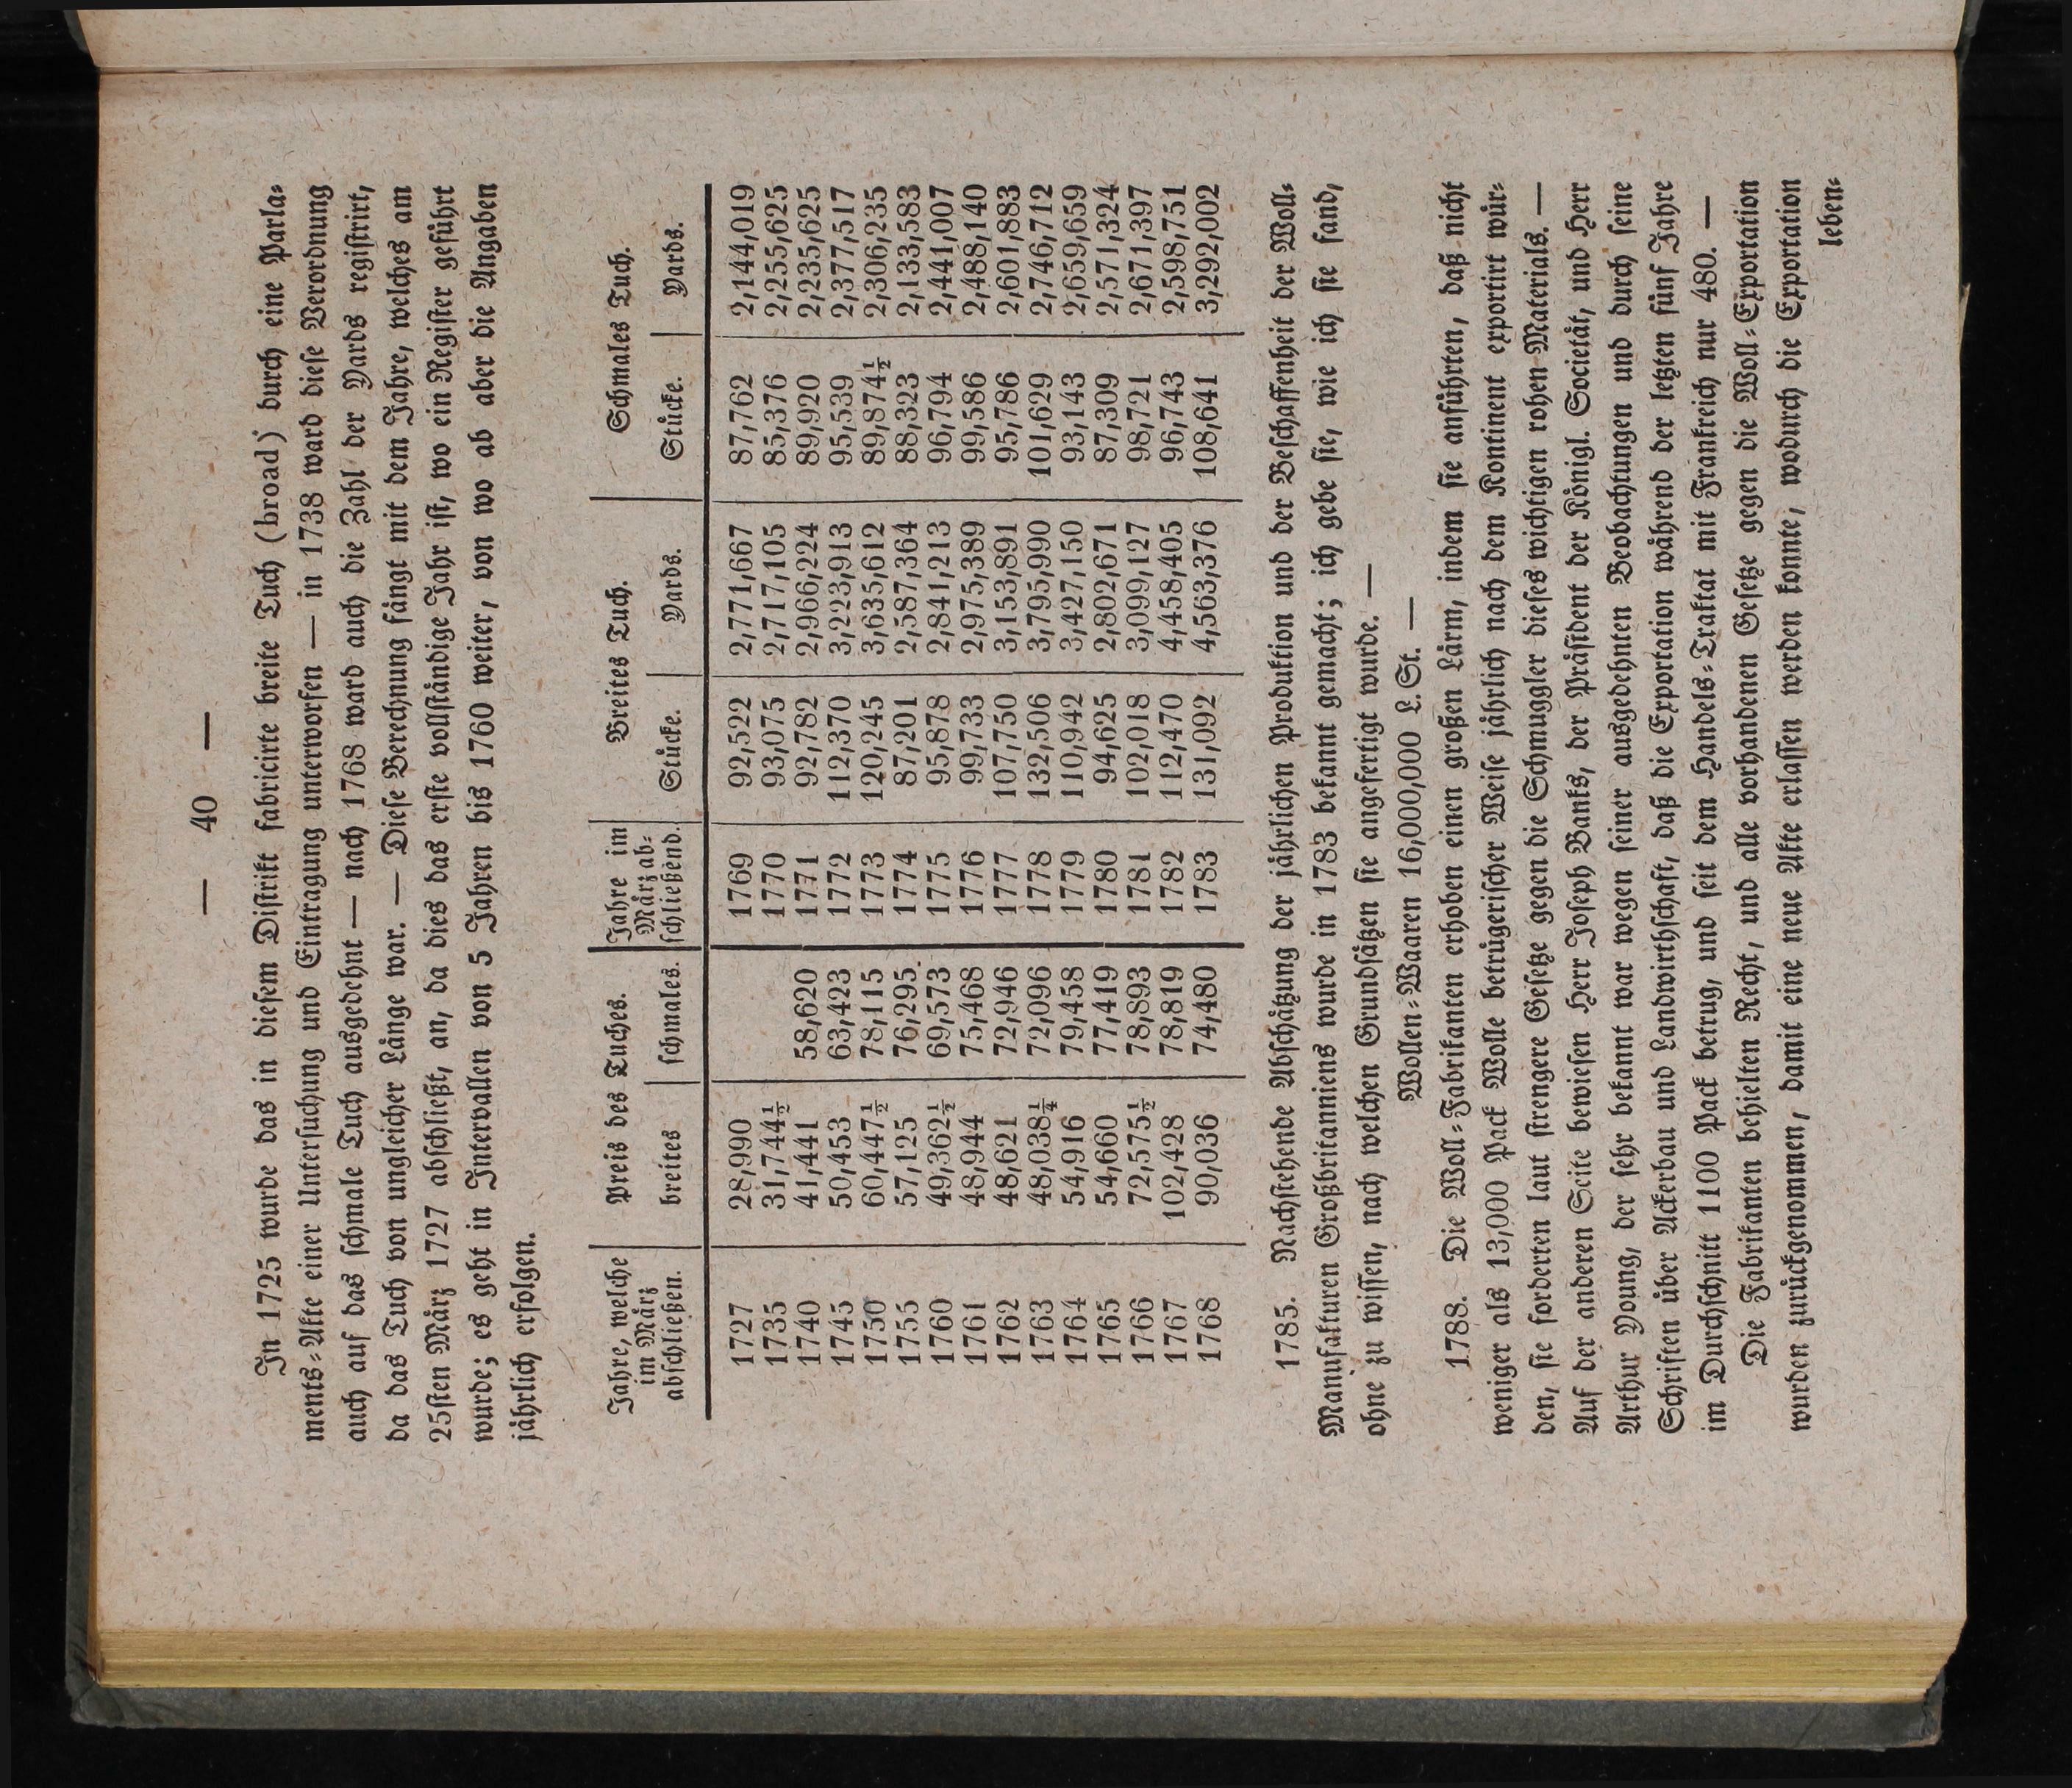 — 40 —
In 1725 wurde das in diesem Distrikt fabricirte breite Tuch (broad) durch eine Parla-
ments-Akte einer Untersuchung und Eintragung unterworfen — in 1738 ward diese Verordnung
auch auf das schmale Tuch ausgedehnt — nach 1768 ward auch die Zahl der Yards registrirt,
da das Tuch von ungleicher Länge war. — Diese Berechnung fängt mit dem Jahre, welches am
25sten März 1727 abschließt, an, da dies das erste vollständige Jahr ist, wo ein Register geführt
wurde; es geht in Intervallen von 5 Jahren bis 1760 weiter, von wo ab aber die Angaben
jährlich erfolgen.
Jahre, welche im März abschließen. | Preis des Tuches. | Jahre im März ab- schließend. | Breites Tuch. | Schmales Tuch.
breites | schmales. | Stücke. | Yards. | Stücke. | Yards.
1727 | 28,990 | | 1769 | 92,522 | 2,771,667 | 87,762 | 2,144,019
1735 | 31,744½ | | 1770 | 93,075 | 2,717,105 | 85,376 | 2,255,625
1740 | 41,441 | 58,620 | 1771 | 92,782 | 2,966,224 | 89,920 | 2,235,625
1745 | 50,453 | 63,423 | 1772 | 112,370 | 3,223,913 | 95,539 | 2,377,517
1750 | 60,447½ | 78,115 | 1773 | 120,245 | 3,635,612 | 89,874½ | 2,306,235
1755 | 57,125 | 76,295 | 1774 | 87,201 | 2,587,364 | 88,323 | 2,133,583
1760 | 49,362½ | 69,573 | 1775 | 95,878 | 2,841,213 | 96,794 | 2,441,007
1761 | 48,944 | 75,468 | 1776 | 99,733 | 2,975,389 | 99,586 | 2,488,140
1762 | 48,621 | 72,946 | 1777 | 107,750 | 3,153,891 | 95,786 | 2,601,883
1763 | 48,038¼ | 72,096 | 1778 | 132,506 | 3,795,990 | 101,629 | 2,746,712
1764 | 54,916 | 79,458 | 1779 | 110,942 | 3,427,150 | 93,143 | 2,659,659
1765 | 54,660 | 77,419 | 1780 | 94,625 | 2,802,671 | 87,309 | 2,571,324
1766 | 72,575½ | 78,893 | 1781 | 102,018 | 3,099,127 | 98,721 | 2,671,397
1767 | 102,428 | 78,819 | 1782 | 112,470 | 4,458,405 | 96,743 | 2,598,751
1768 | 90,036 | 74,480 | 1783 | 131,092 | 4,563,376 | 108,641 | 3,292,002
1785. Nachstehende Abschätzung der jährlichen Produktion und der Beschaffenheit der Woll-
Manufakturen Großbritanniens wurde in 1783 bekannt gemacht; ich gebe sie, wie ich sie fand,
ohne zu wissen, nach welchen Grundsätzen sie angefertigt wurde. —
Wollen-Waaren 16,000,000 L. St. —
1788. Die Woll-Fabrikanten erhoben einen großen Lärm, indem sie anführten, daß nicht
weniger als 13,000 Pack Wolle betrügerischer Weise jährlich nach dem Kontinent exportirt wür-
den, sie forderten laut strengere Gesetze gegen die Schmuggler dieses wichtigen rohen Materials. —
Auf der anderen Seite bewiesen Herr Joseph Banks, der Präsident der Königl. Societät, und Herr
Arthur Young, der sehr bekannt war wegen seiner ausgedehnten Beobachtungen und durch seine
Schriften über Ackerbau und Landwirthschaft, daß die Exportation während der letzten fünf Jahre
im Durchschnitt 1100 Pack betrug, und seit dem Handels-Traktat mit Frankreich nur 480. —
Die Fabrikanten behielten Recht, und alle vorhandenen Gesetze gegen die Woll-Exportation
wurden zurückgenommen, damit eine neue Akte erlassen werden konnte, wodurch die Exportation
leben-